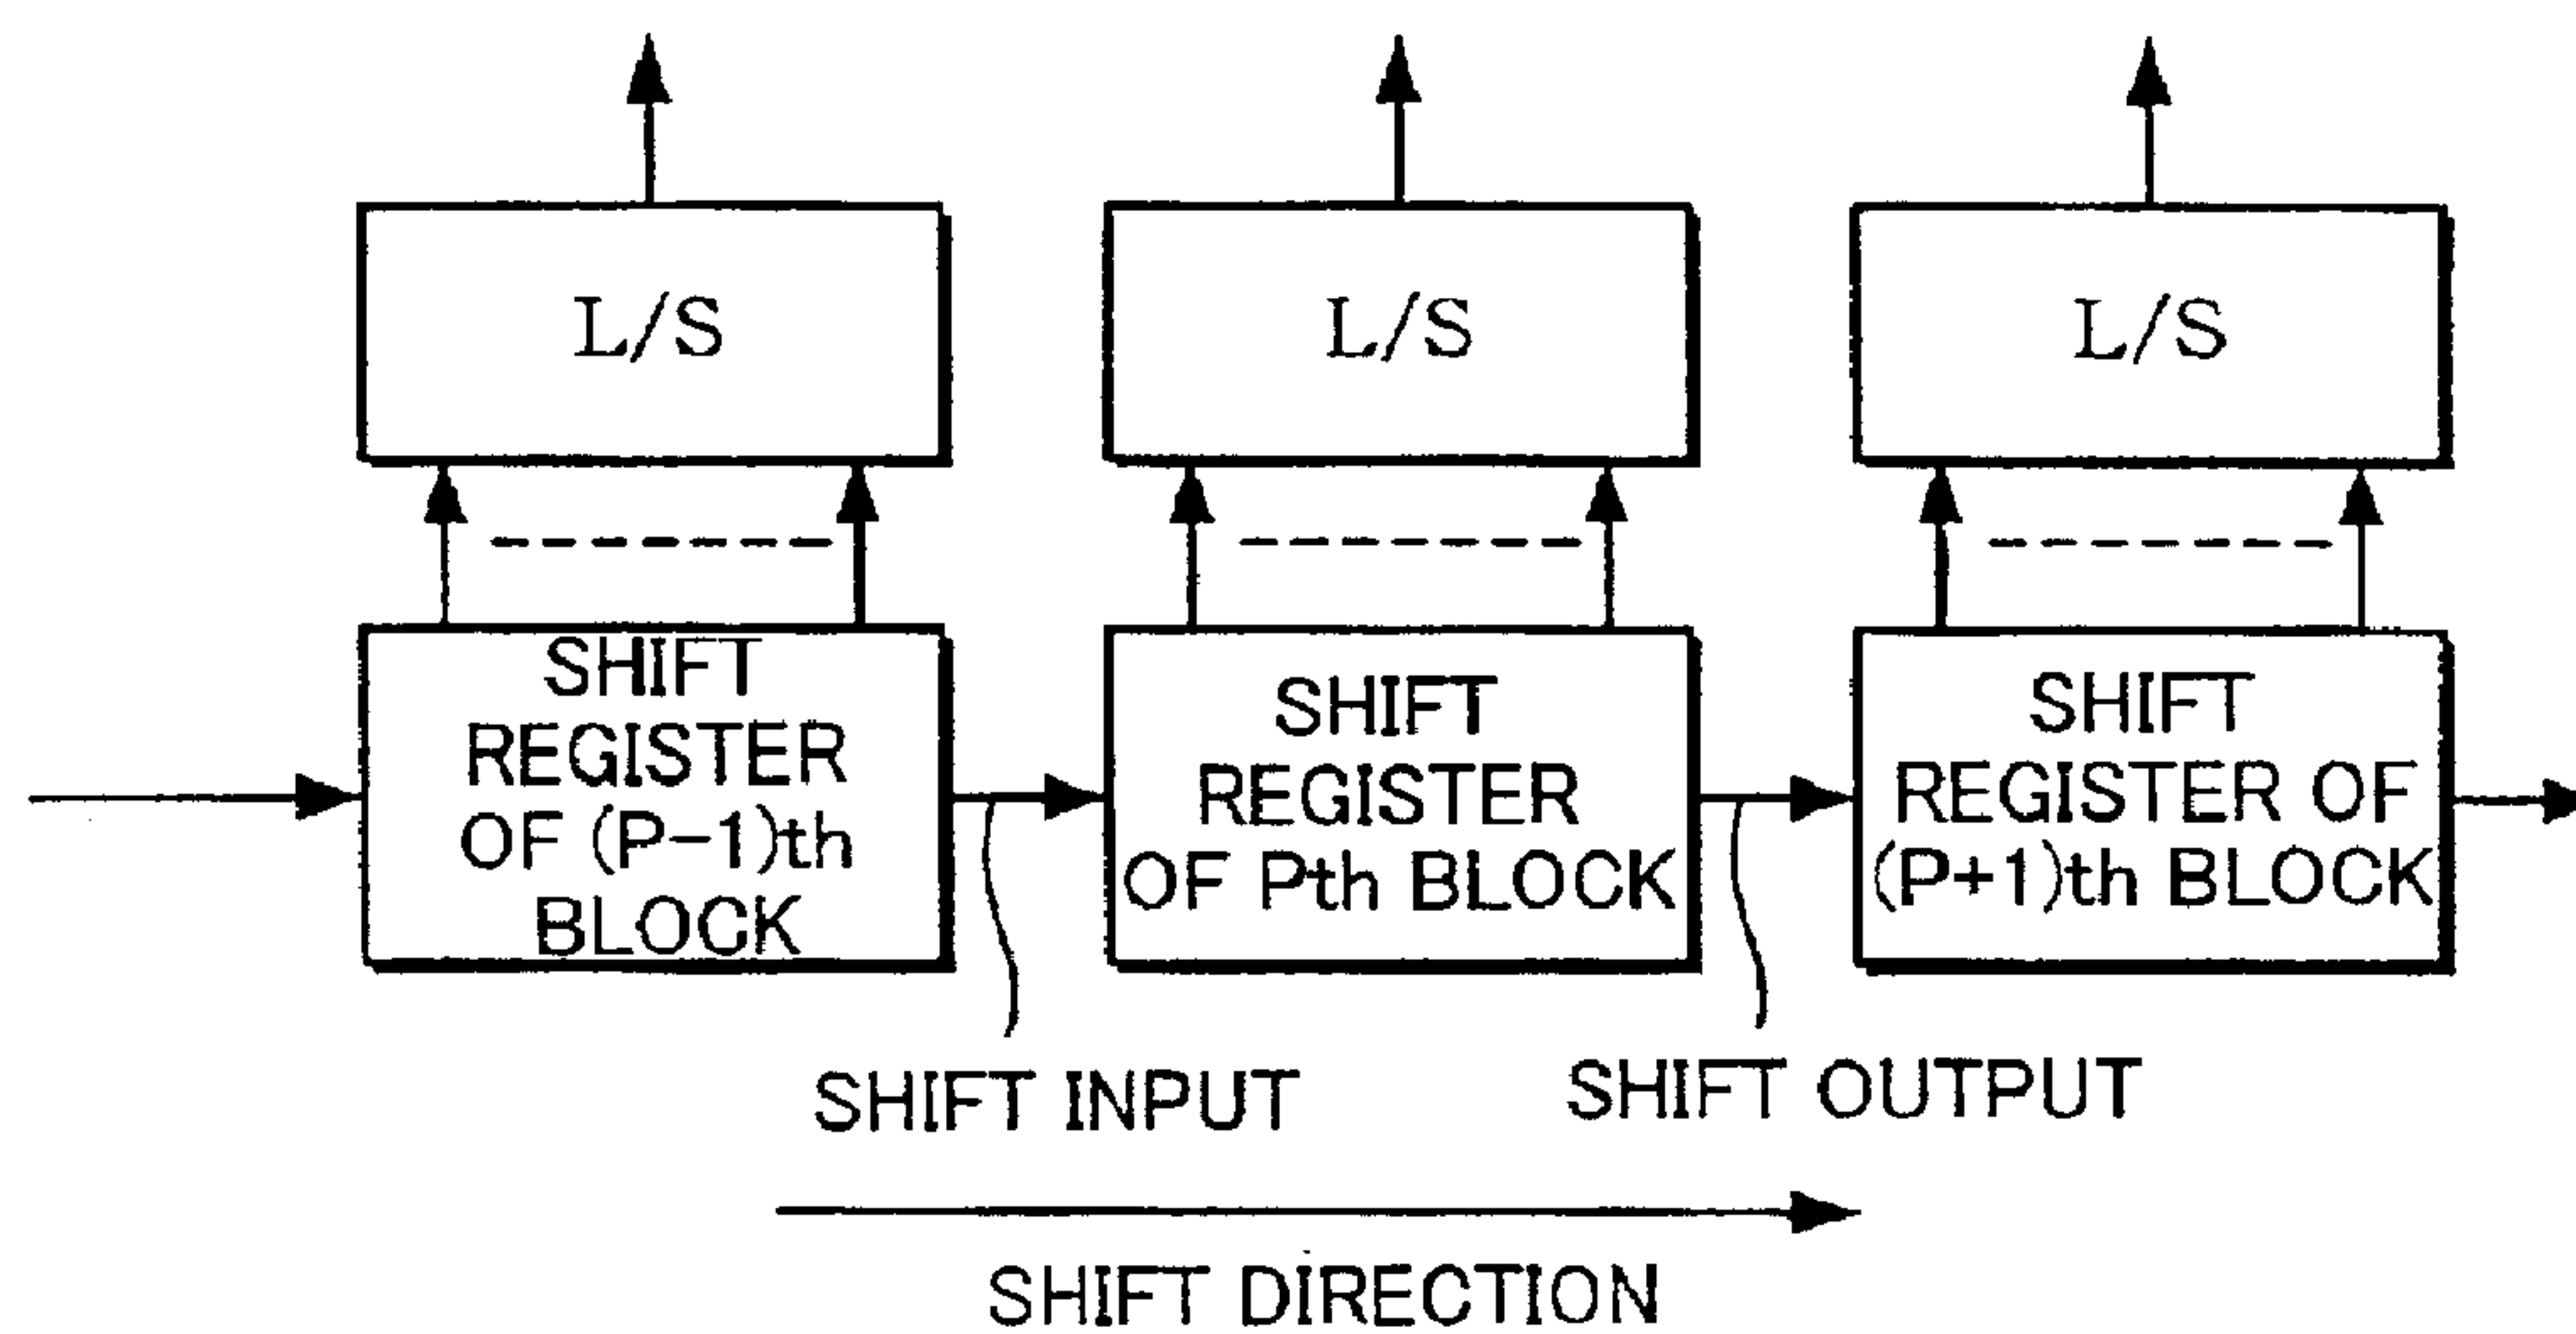 L/S
L/S
L/S
SHIFT
REGISTER
OF (P-1)th
BLOCK
SHIFT
REGISTER
OF Pth BLOCK
SHIFT
REGISTER OF
(P+1)th BLOCK
SHIFT INPUT
SHIFT OUTPUT
SHIFT DIRECTION